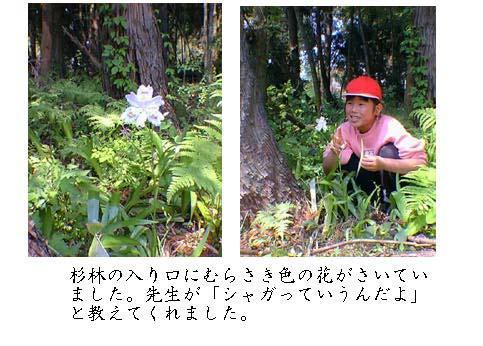 杉林の入り口にむらさき色の花がさいてい
ました。先生が「シャガっていうんだよ」
と教えてくれました。